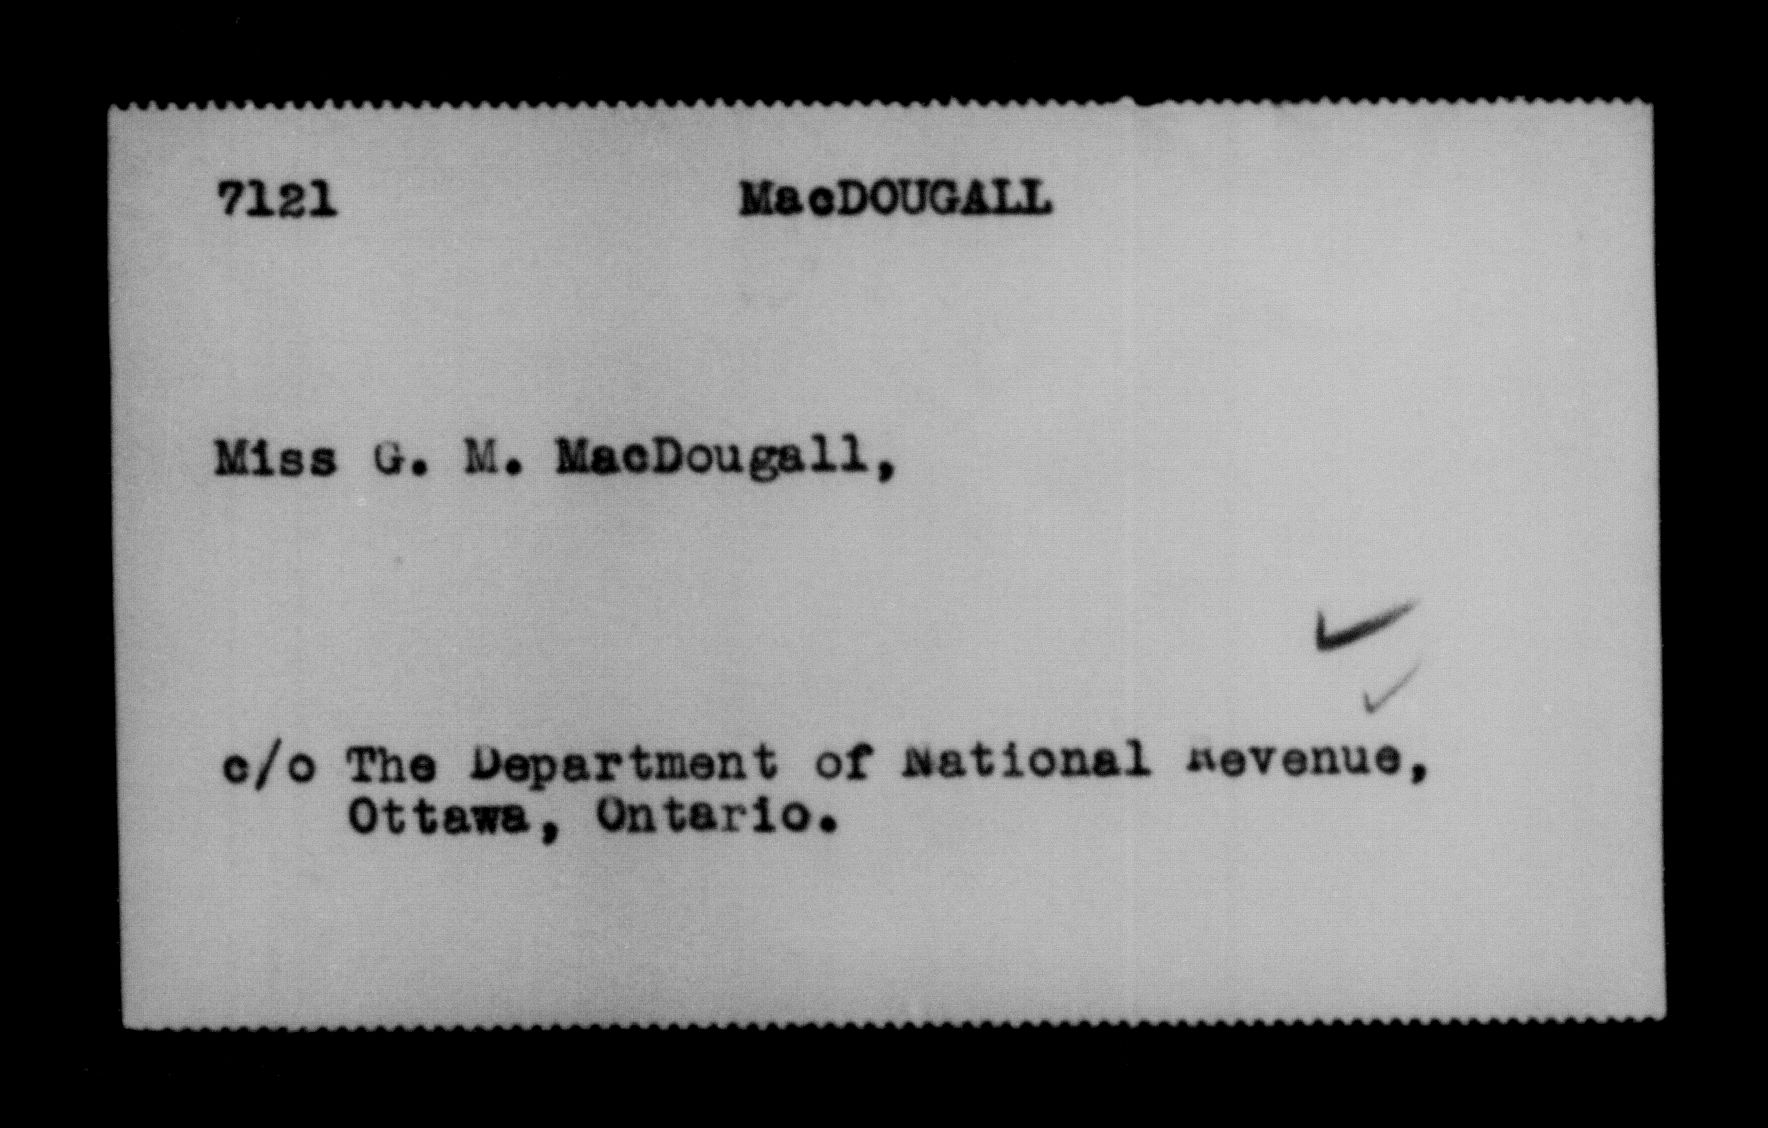 7121 MacDOUGALL
Miss G. M. MacDougall,
c/o The Department of National Revenue,
Ottawa, Ontario.